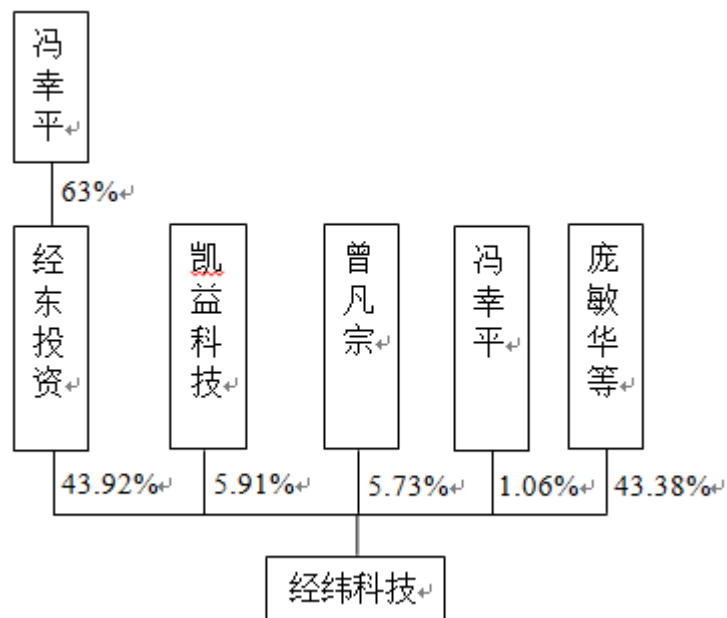 冯幸平
63%
经东投资
凯益科技
曾凡宗
冯幸平
庞敏华等
43.92%
5.91%
5.73%
1.06%
43.38%
经纬科技